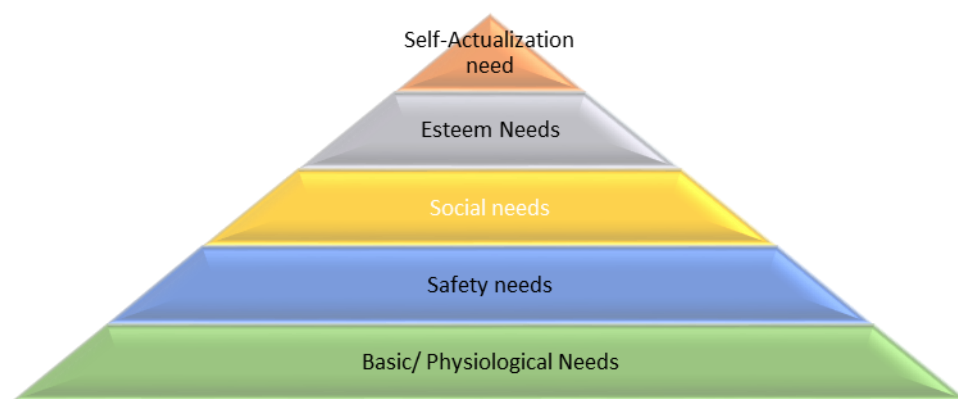 Self-Actualization
need
Esteem Needs
Social needs
Safety needs
Basic/ Physiological Needs